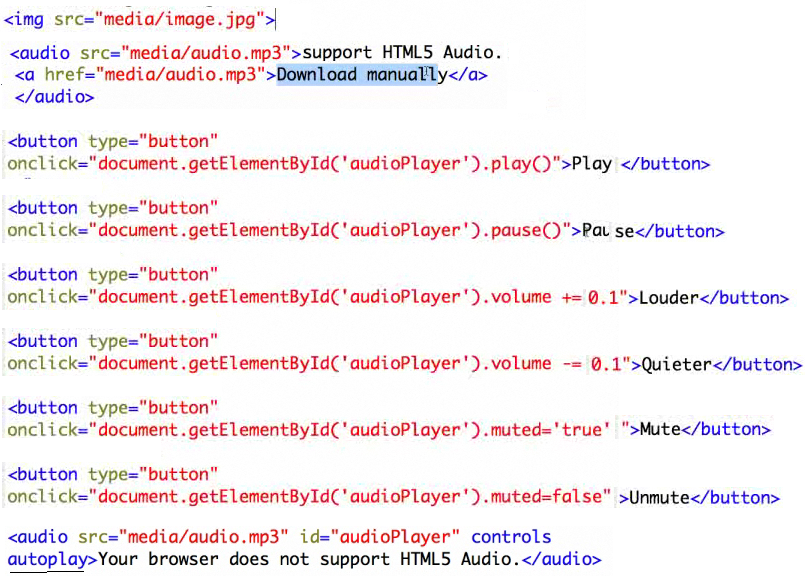 <img src="media/image.jpg">
<audio src="media/audio.mp3">support HTML5 Audio.
<a href="media/audio.mp3">Download manually</a>
</audio>
<button type="button"
onclick="document.getElementById('audioPlayer').play()">Play </button>
<button type="button"
onclick="document.getElementById('audioPlayer').pause()">Pause</button>
<button type="button"
onclick="document.getElementById('audioPlayer').volume += 0.1">Louder</button>
<button type="button"
onclick="document.getElementById('audioPlayer').volume -= 0.1">Quieter</button>
<button type="button"
onclick="document.getElementById('audioPlayer').muted='true' ">Mute</button>
<button type="button"
onclick="document.getElementById('audioPlayer').muted=false" >Unmute</button>
<audio src="media/audio.mp3" id="audioPlayer" controls
autoplay>Your browser does not support HTML5 Audio.</audio>